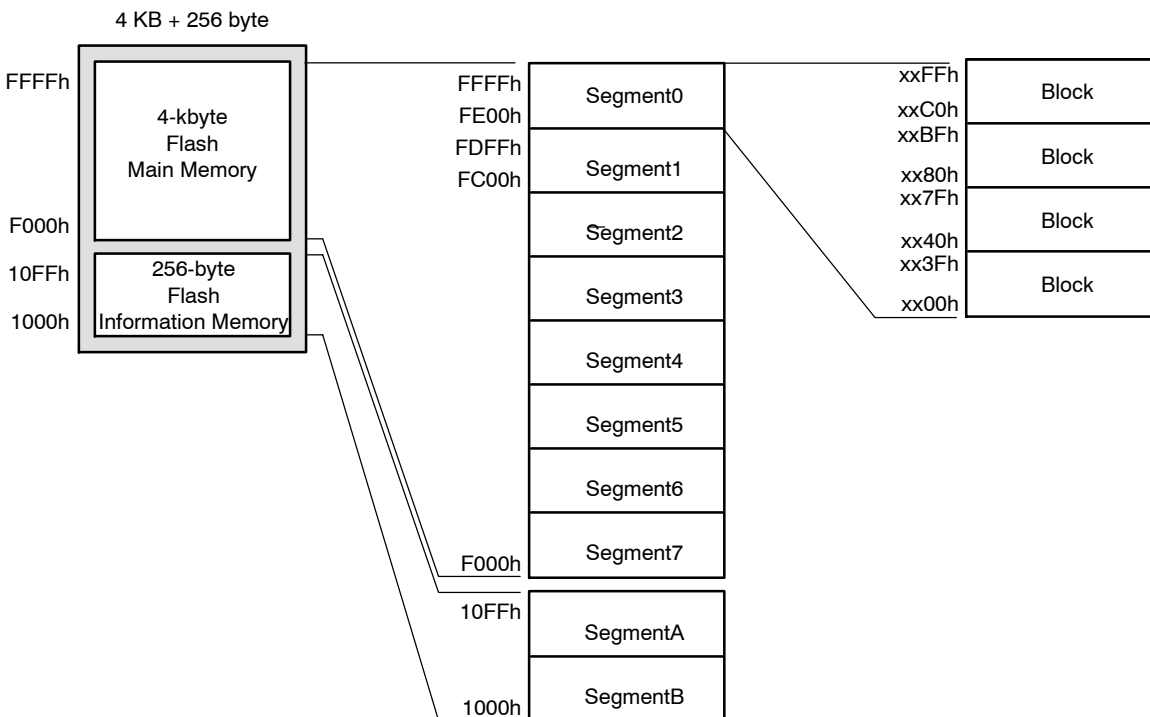 4 KB + 256 byte
FFFFh
4-kbyte
Flash
Main Memory
F000h
10FFh
256-byte
Flash
Information Memory
1000h
FFFFh
Segment0
FE00h
FDFFh
Segment1
FC00h
Segment2
Segment3
Segment4
Segment5
Segment6
Segment7
F000h
10FFh
SegmentA
SegmentB
1000h
xxFFh
Block
xxC0h
xxBFh
Block
xx80h
xx7Fh
Block
xx40h
xx3Fh
Block
xx00h